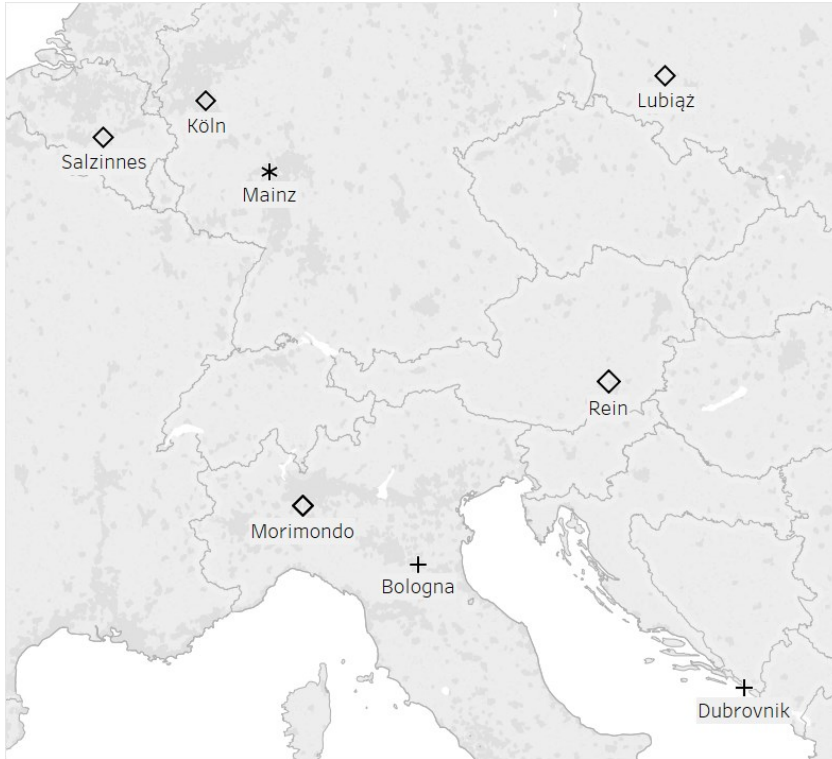 Lubiąż
Köln
Salzinnes
Mainz
Rein
Morimondo
Bologna
Dubrovnik